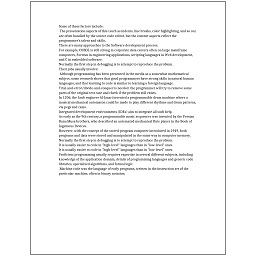 Some of these factors include:
The presentation aspects of this (such as indents, line breaks, color highlighting, and so on) are often handled by the source code editor, but the content aspects reflect the programmer's talent and skills.
There are many approaches to the Software development process.
For example, COBOL is still strong in corporate data centers often on large mainframe computers, Fortran in engineering applications, scripting languages in Web development, and C in embedded software.
Normally the first step in debugging is to attempt to reproduce the problem.
Their jobs usually involve:
Although programming has been presented in the media as a somewhat mathematical subject, some research shows that good programmers have strong skills in natural human languages, and that learning to code is similar to learning a foreign language.
Trial-and-error/divide-and-conquer is needed: the programmer will try to remove some parts of the original test case and check if the problem still exists.
In 1206, the Arab engineer Al-Jazari invented a programmable drum machine where a musical mechanical automaton could be made to play different rhythms and drum patterns, via pegs and cams.
Integrated development environments (IDEs) aim to integrate all such help.
As early as the 9th century, a programmable music sequencer was invented by the Persian Banu Musa brothers, who described an automated mechanical flute player in the Book of Ingenious Devices.
However, with the concept of the stored-program computer introduced in 1949, both programs and data were stored and manipulated in the same way in computer memory.
Normally the first step in debugging is to attempt to reproduce the problem.
It is usually easier to code in "high-level" languages than in "low-level" ones.
It is usually easier to code in "high-level" languages than in "low-level" ones.
Proficient programming usually requires expertise in several different subjects, including knowledge of the application domain, details of programming languages and generic code libraries, specialized algorithms, and formal logic.
Machine code was the language of early programs, written in the instruction set of the particular machine, often in binary notation.